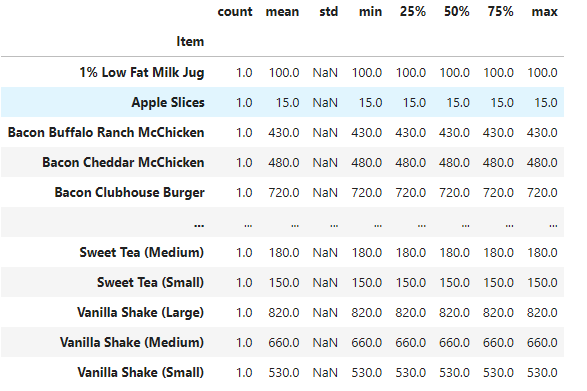 count mean std min 25% 50% 75% max
Item
1% Low Fat Milk Jug 1.0 100.0 NaN 100.0 100.0 100.0 100.0 100.0
Apple Slices 1.0 15.0 NaN 15.0 15.0 15.0 15.0 15.0
Bacon Buffalo Ranch McChicken 1.0 430.0 NaN 430.0 430.0 430.0 430.0 430.0
Bacon Cheddar McChicken 1.0 480.0 NaN 480.0 480.0 480.0 480.0 480.0
Bacon Clubhouse Burger 1.0 720.0 NaN 720.0 720.0 720.0 720.0 720.0
... ... ... ... ... ... ... ... ...
Sweet Tea (Medium) 1.0 180.0 NaN 180.0 180.0 180.0 180.0 180.0
Sweet Tea (Small) 1.0 150.0 NaN 150.0 150.0 150.0 150.0 150.0
Vanilla Shake (Large) 1.0 820.0 NaN 820.0 820.0 820.0 820.0 820.0
Vanilla Shake (Medium) 1.0 660.0 NaN 660.0 660.0 660.0 660.0 660.0
Vanilla Shake (Small) 1.0 530.0 NaN 530.0 530.0 530.0 530.0 530.0